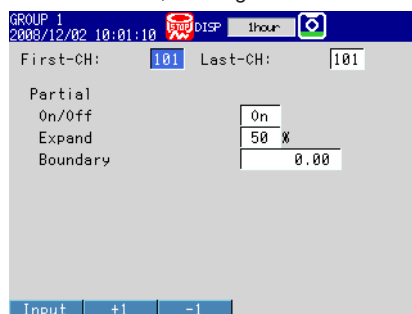 GROUP 1
2008/12/02 10:01:10 STOP DISP 1hour
First-CH: 101 Last-CH: 101
Partial
On/Off On
Expand 50 %
Boundary 0.00
Input +1 -1